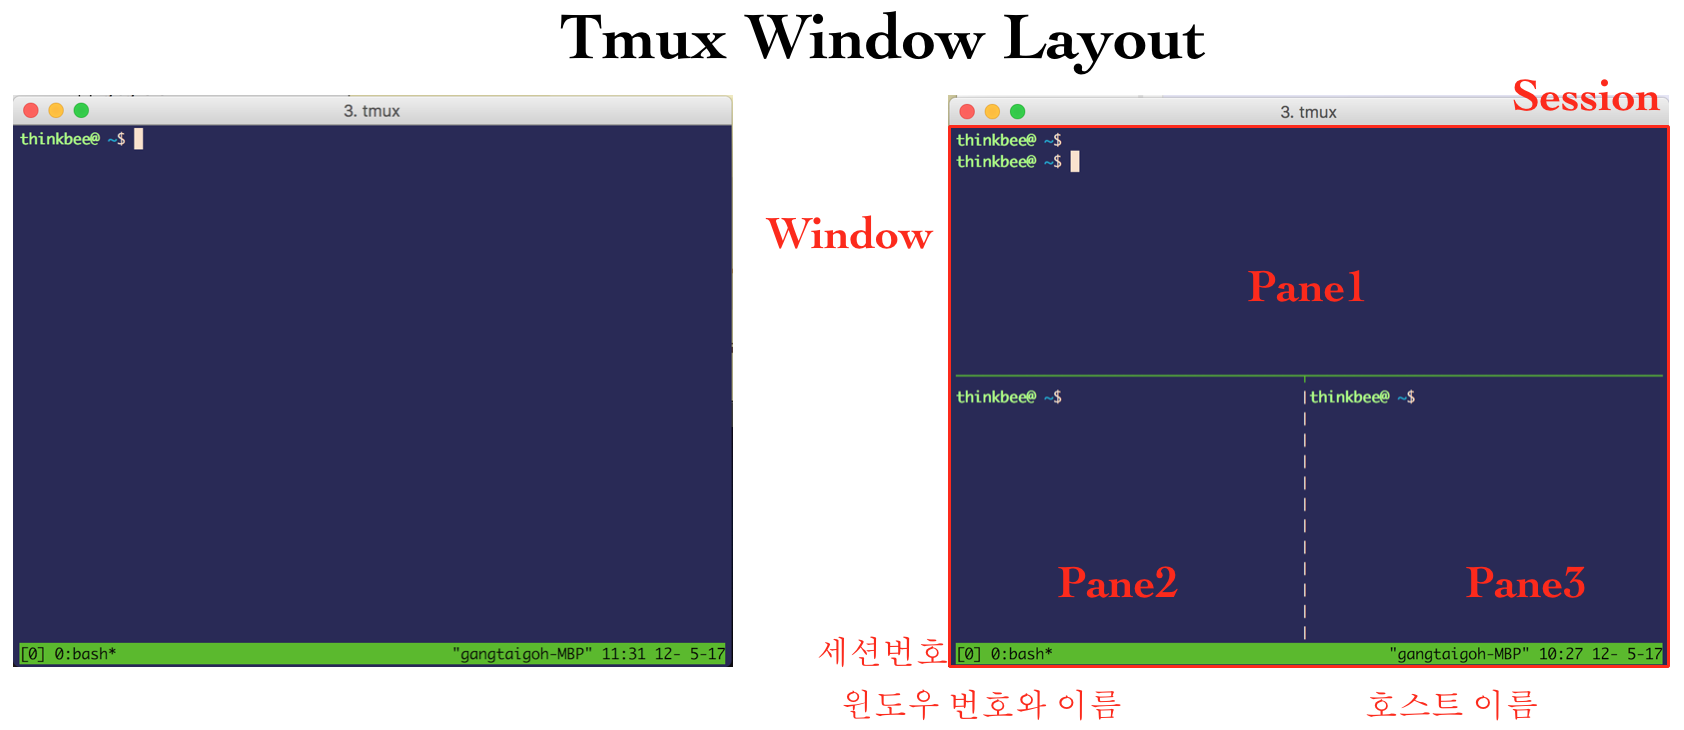 Tmux Window Layout
3. tmux
thinkbee@ ~$
[0] 0:bash* "gangtaigoh-MBP" 11:31 12- 5-17
Session
3. tmux
thinkbee@ ~$
thinkbee@ ~$
Window
Pane1
thinkbee@ ~$ thinkbee@ ~$
Pane2 Pane3
세션번호
[0] 0:bash* "gangtaigoh-MBP" 10:27 12- 5-17
윈도우 번호와 이름 호스트 이름